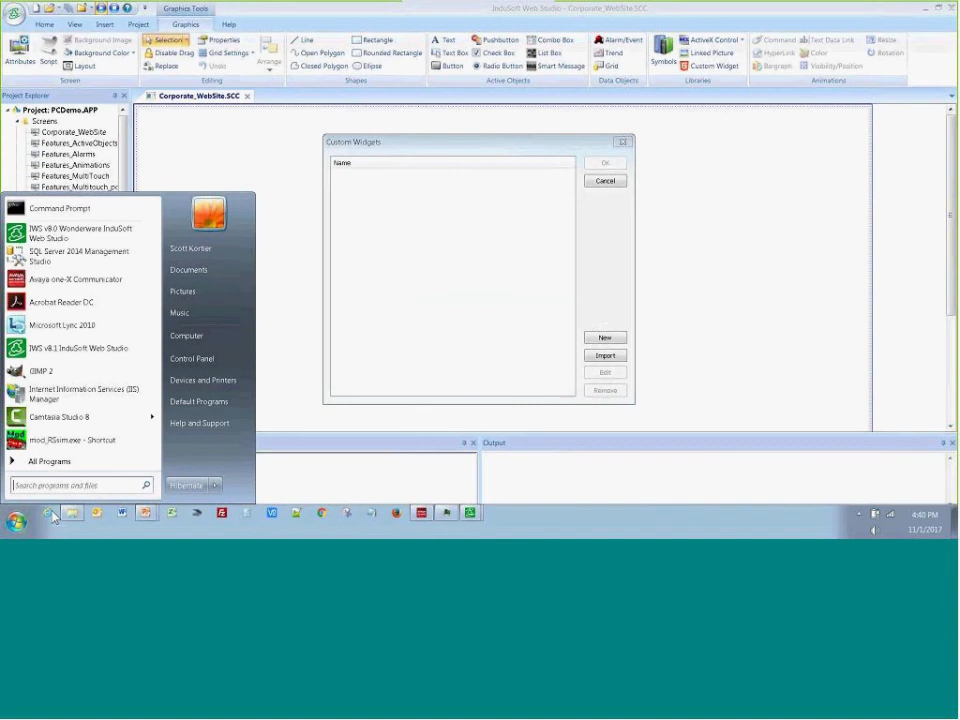 Graphics Tools
InduSoft Web Studio - Corporate_WebSite.SCC
Home View Insert Project Graphics Help
Attributes Script
Background Image
Background Color
Layout
Screen
Selection
Disable Drag
Replace
Properties
Grid Settings
Undo
Arrange
Editing
Line Rectangle
Open Polygon Rounded Rectangle
Closed Polygon Ellipse
Shapes
A Text Pushbutton Combo Box
Text Box Check Box List Box
Button Radio Button Smart Message
Active Objects
Alarm/Event
Trend
Grid
Data Objects
Symbols
ActiveX Control
Linked Picture
Custom Widget
Libraries
Command Text Data Link Resize
HyperLink Color Rotation
Bargraph Visibility/Position
Animations
Project Explorer
Corporate_WebSite.SCC
Project: PCDemo.APP
Screens
Corporate_WebSite
Features_ActiveObjects
Features_Alarms
Features_Animations
Features_MultiTouch
Features_Multitouch_pc
Custom Widgets
Name
OK
Cancel
New
Import
Edit
Remove
Command Prompt
IWS v8.0 Wonderware InduSoft
Web Studio
SQL Server 2014 Management
Studio
Avaya one-X Communicator
Acrobat Reader DC
Microsoft Lync 2010
IWS v8.1 InduSoft Web Studio
GIMP 2
Internet Information Services (IIS)
Manager
Camtasia Studio 8
mod_RSsim.exe - Shortcut
All Programs
Search programs and files
Scott Kortier
Documents
Pictures
Music
Computer
Control Panel
Devices and Printers
Default Programs
Help and Support
Hibernate
Output
4:40 PM
11/1/2017